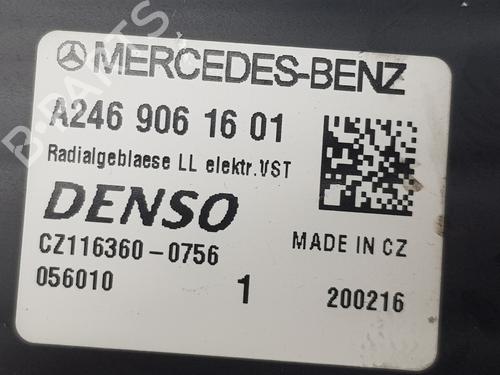 MERCEDES-BENZ
A246 906 16 01
Radialgeblaese LL elektr.VST
DENSO
CZ116360-0756
MADE IN CZ
056010
1
200216
B-PARTS